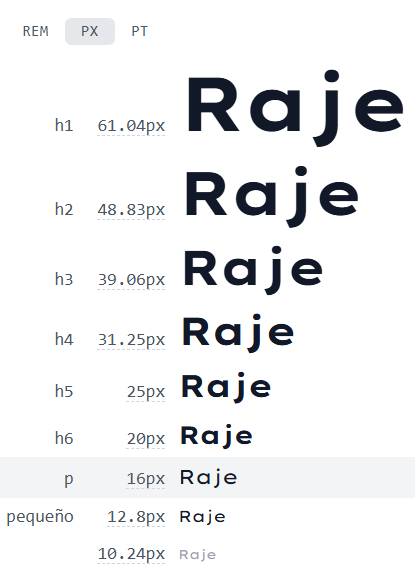 REM PX PT
h1 61.04px Raje
h2 48.83px Raje
h3 39.06px Raje
h4 31.25px Raje
h5 25px Raje
h6 20px Raje
p 16px Raje
pequeño 12.8px Raje
10.24px Raje